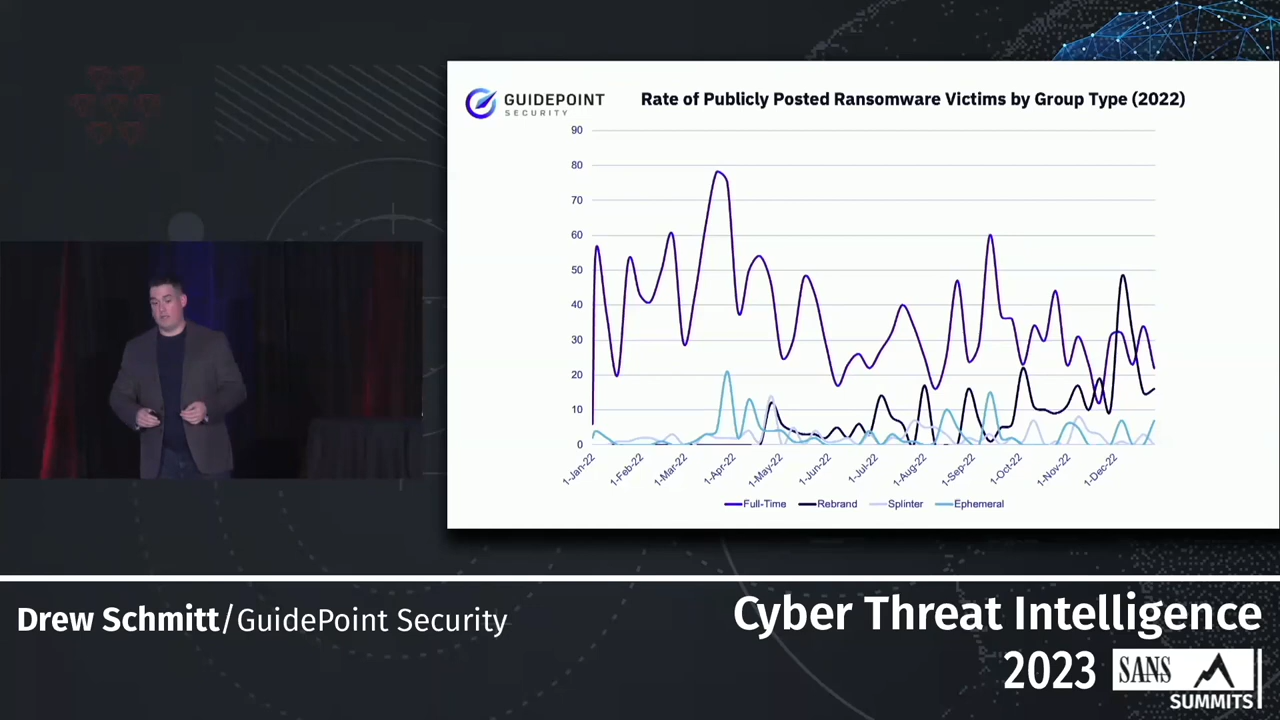 GUIDEPOINT
SECURITY
Rate of Publicly Posted Ransomware Victims by Group Type (2022)
90
80
70
60
50
40
30
20
10
0
1-Jan-22
1-Feb-22
1-Mar-22
1-Apr-22
1-May-22
1-Jun-22
1-Jul-22
1-Aug-22
1-Sep-22
1-Oct-22
1-Nov-22
1-Dec-22
Full-Time Rebrand Splinter Ephemeral
Drew Schmitt/GuidePoint Security
Cyber Threat Intelligence
2023 SANS
SUMMITS